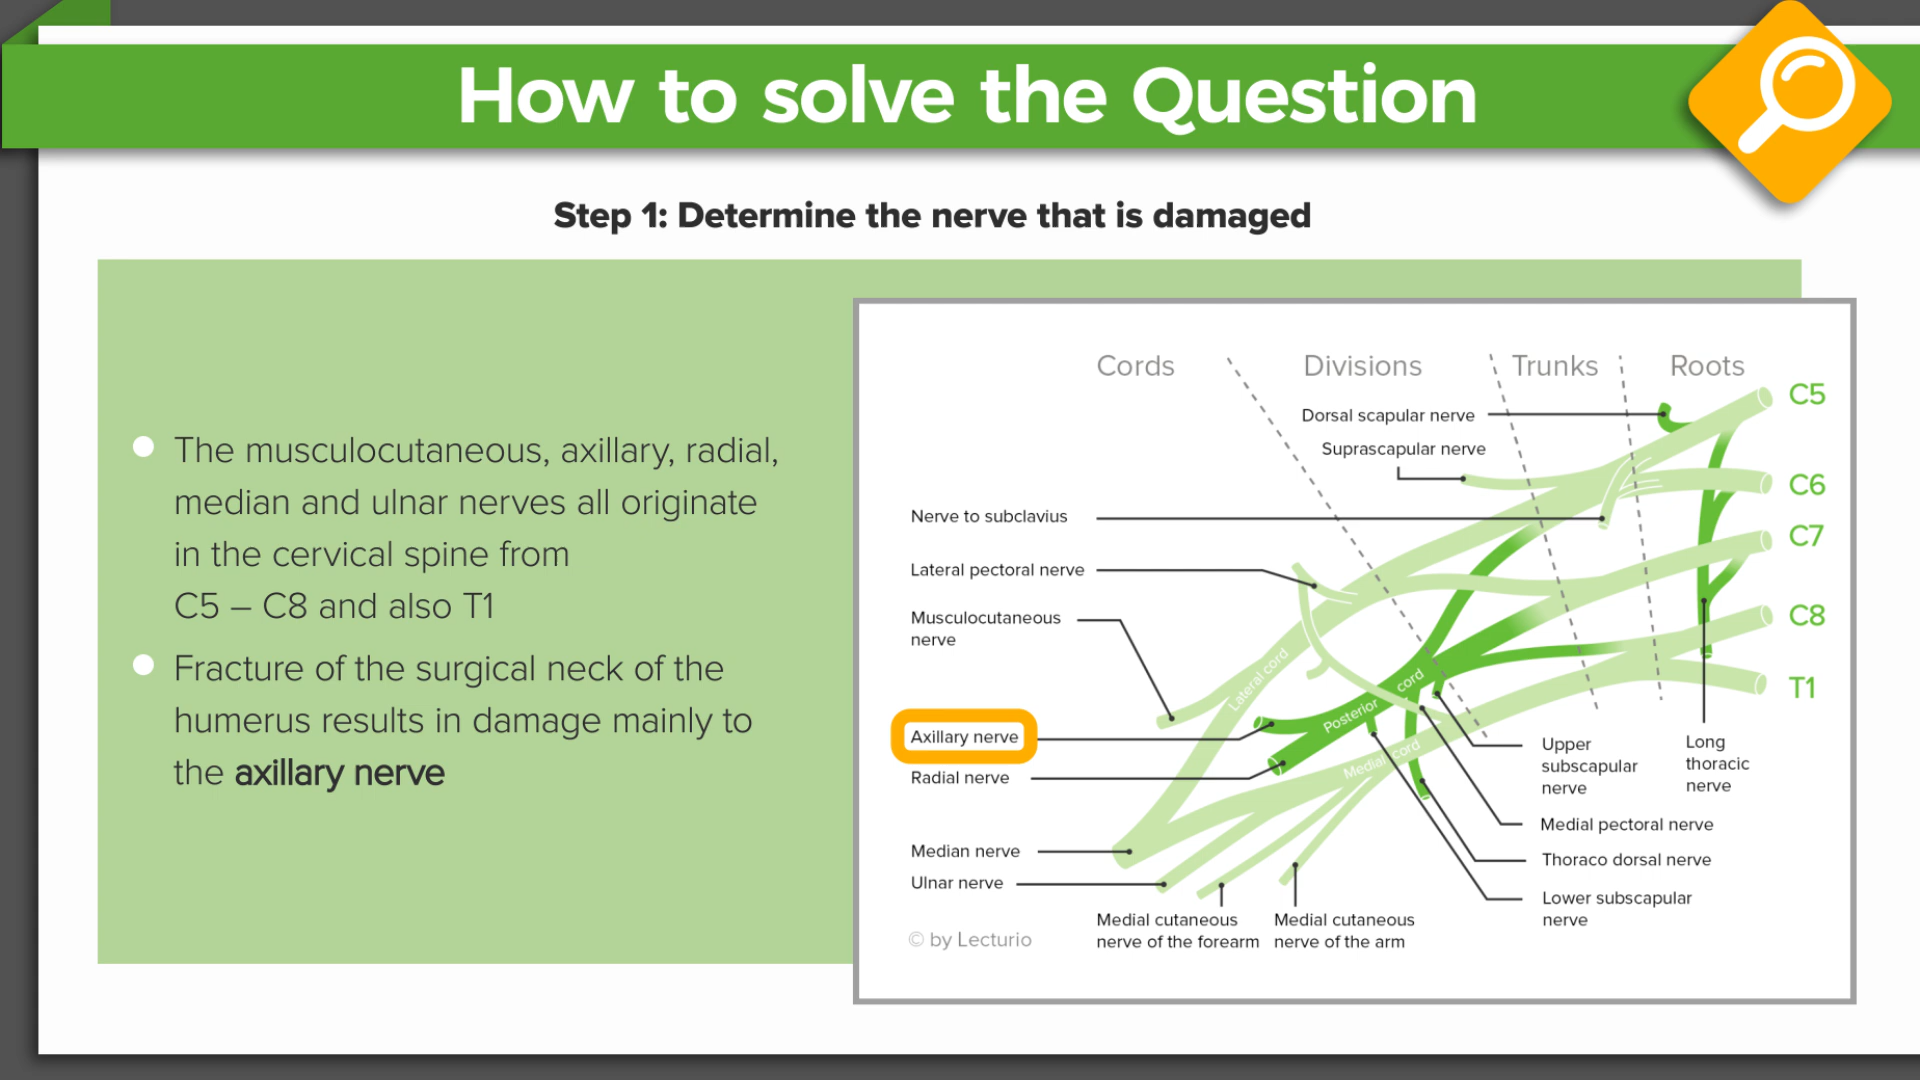 How to solve the Question
Step 1: Determine the nerve that is damaged
The musculocutaneous, axillary, radial,
median and ulnar nerves all originate
in the cervical spine from
C5 – C8 and also T1
Fracture of the surgical neck of the
humerus results in damage mainly to
the axillary nerve
Cords
Divisions
Trunks
Roots
C5
C6
C7
C8
T1
Dorsal scapular nerve
Suprascapular nerve
Nerve to subclavius
Lateral pectoral nerve
Musculocutaneous
nerve
Lateral cord
Posterior cord
Medial cord
Axillary nerve
Radial nerve
Median nerve
Ulnar nerve
Medial cutaneous
nerve of the forearm
Medial cutaneous
nerve of the arm
Upper
subscapular
nerve
Long
thoracic
nerve
Medial pectoral nerve
Thoraco dorsal nerve
Lower subscapular
nerve
© by Lecturio